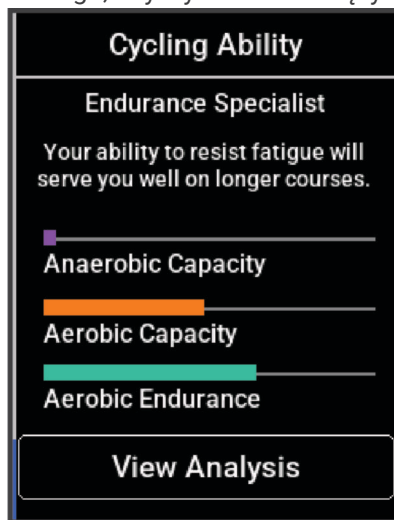 Cycling Ability
Endurance Specialist
Your ability to resist fatigue will
serve you well on longer courses.
Anaerobic Capacity
Aerobic Capacity
Aerobic Endurance
View Analysis